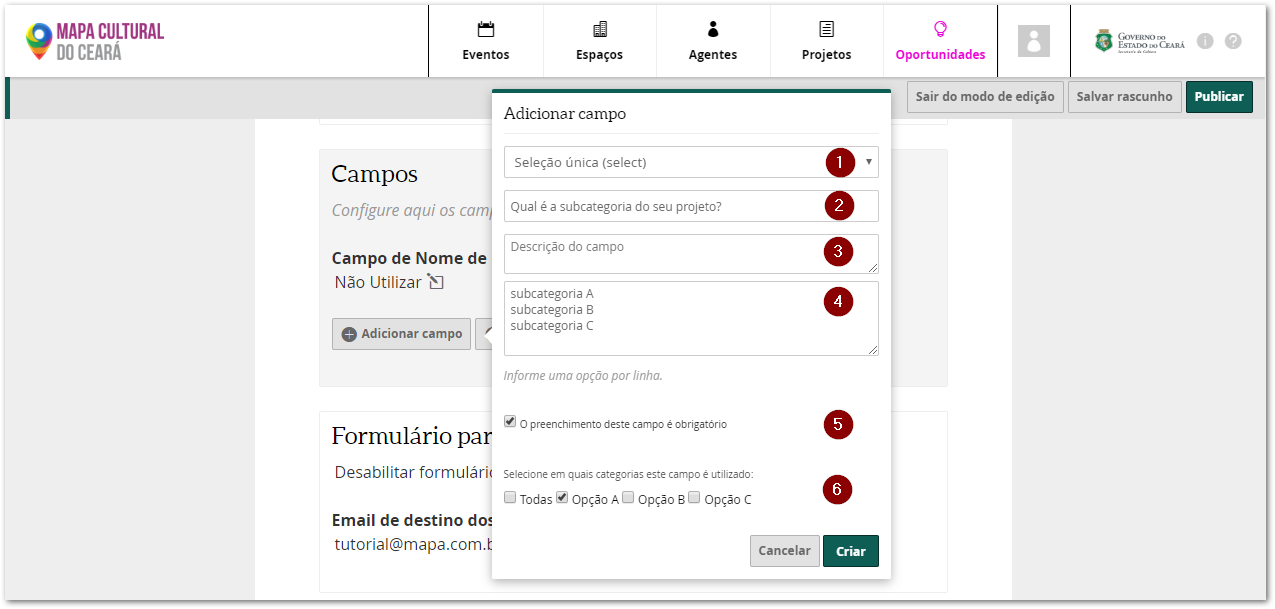 MAPA CULTURAL
DO CEARÁ
Eventos
Espaços
Agentes
Projetos
Oportunidades
GOVERNO DO
ESTADO DO CEARÁ
Secretaria da Cultura
i
?
Sair do modo de edição
Salvar rascunho
Publicar
Campos
Configure aqui os camp
Campo de Nome de
Não Utilizar
Adicionar campo
Formulário par
Desabilitar formulário
Email de destino dos
tutorial@mapa.com.b
Adicionar campo
Seleção única (select)
1
Qual é a subcategoria do seu projeto?
2
Descrição do campo
3
subcategoria A
subcategoria B
subcategoria C
4
Informe uma opção por linha.
O preenchimento deste campo é obrigatório
5
Selecione em quais categorias este campo é utilizado:
Todas Opção A Opção B Opção C
6
Cancelar
Criar